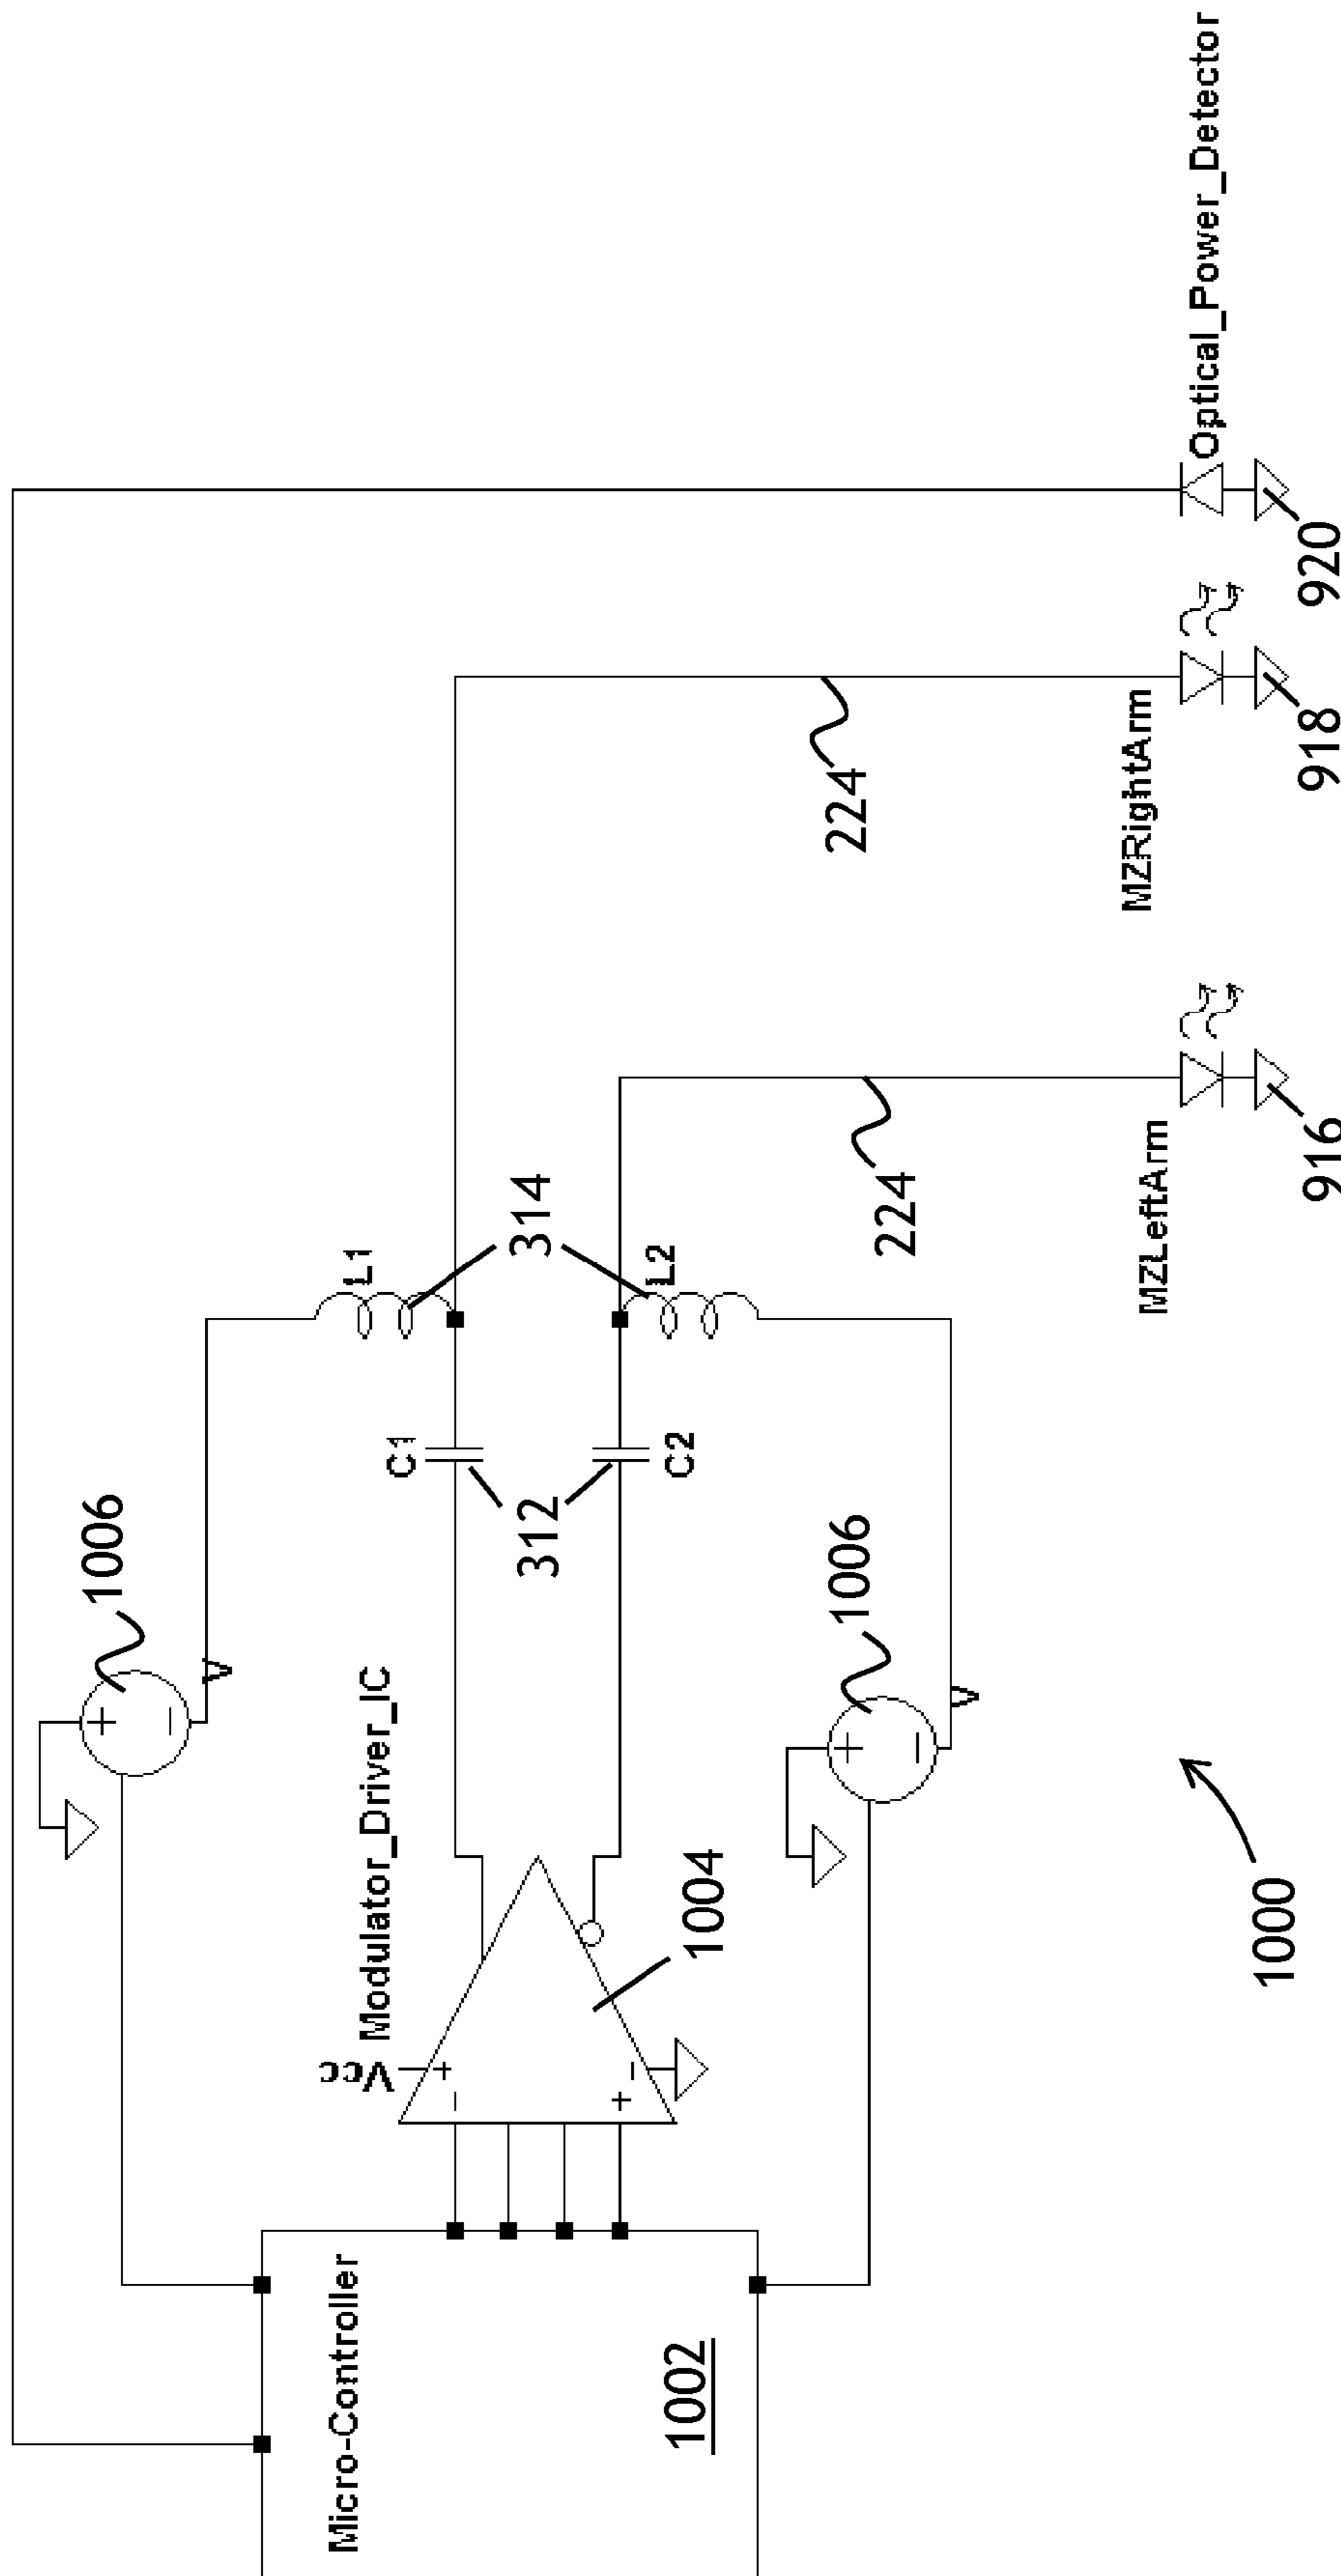 Optical_Power_Detector
920
918
MZRightArm
224
916
MZLeftArm
224
L1
314
L2
C1
312
C2
1006
V
1006
V
Modulator_Driver_IC
Vcc
+
−
+
−
1004
+
−
+
−
1000
Micro-Controller
1002